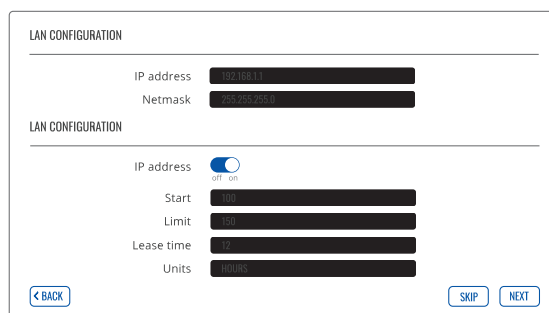 LAN CONFIGURATION
IP address 192.168.1.1
Netmask 255.255.255.0
LAN CONFIGURATION
IP address
off on
Start 100
Limit 150
Lease time 12
Units HOURS
< BACK
SKIP NEXT